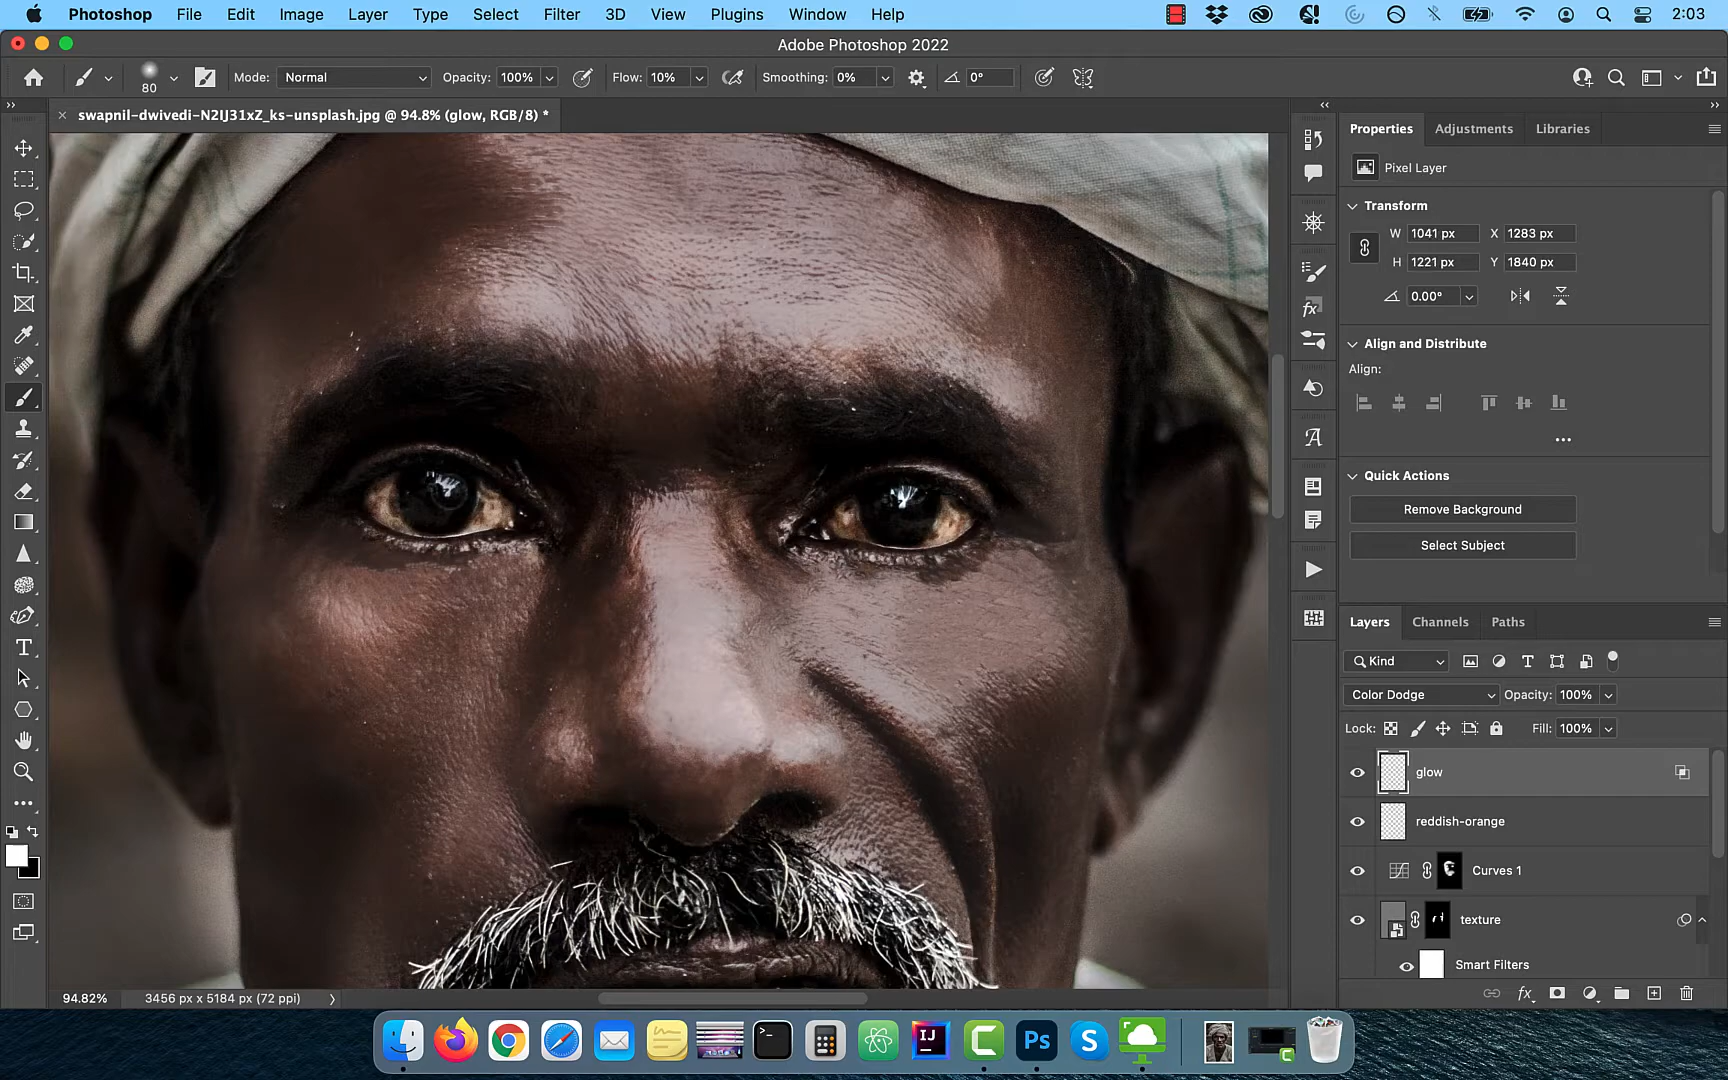 Photoshop File Edit Image Layer Type Select Filter 3D View Plugins Window Help 2:03
Adobe Photoshop 2022
80 Mode: Normal Opacity: 100% Flow: 10% Smoothing: 0% 0°
swapnil-dwivedi-N2IJ31xZ_ks-unsplash.jpg @ 94.8% (glow, RGB/8) *
Properties Adjustments Libraries
Pixel Layer
Transform
W 1041 px X 1283 px
H 1221 px Y 1840 px
0.00°
Align and Distribute
Align:
Quick Actions
Remove Background
Select Subject
Layers Channels Paths
Kind
Color Dodge Opacity: 100%
Lock: Fill: 100%
glow
reddish-orange
Curves 1
texture
Smart Filters
fx
94.82% 3456 px x 5184 px (72 ppi)
IJ Ps